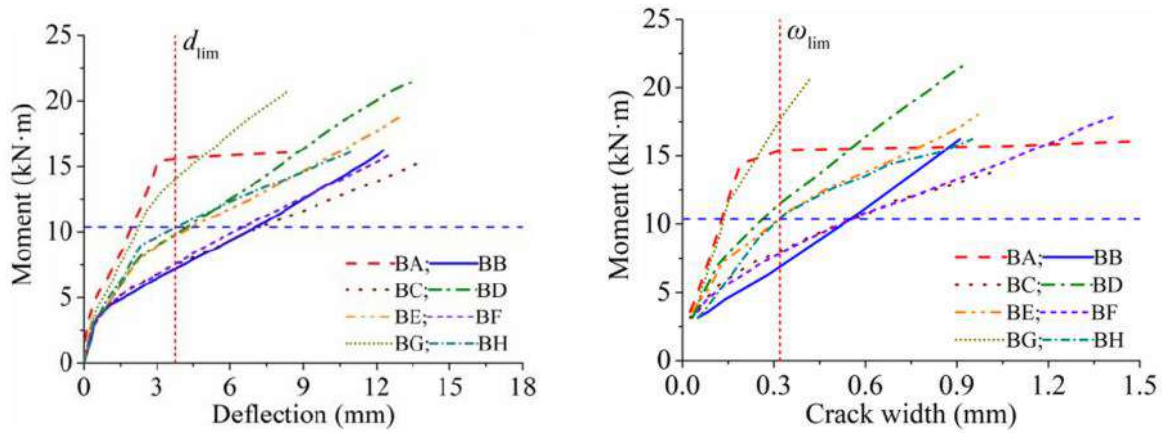 d_lim
25
20
15
10
5
0
Moment (kN·m)
BA; BB
BC; BD
BE; BF
BG; BH
0 3 6 9 12 15 18
Deflection (mm)
ω_lim
25
20
15
10
5
0
Moment (kN·m)
BA; BB
BC; BD
BE; BF
BG; BH
0.0 0.3 0.6 0.9 1.2 1.5
Crack width (mm)